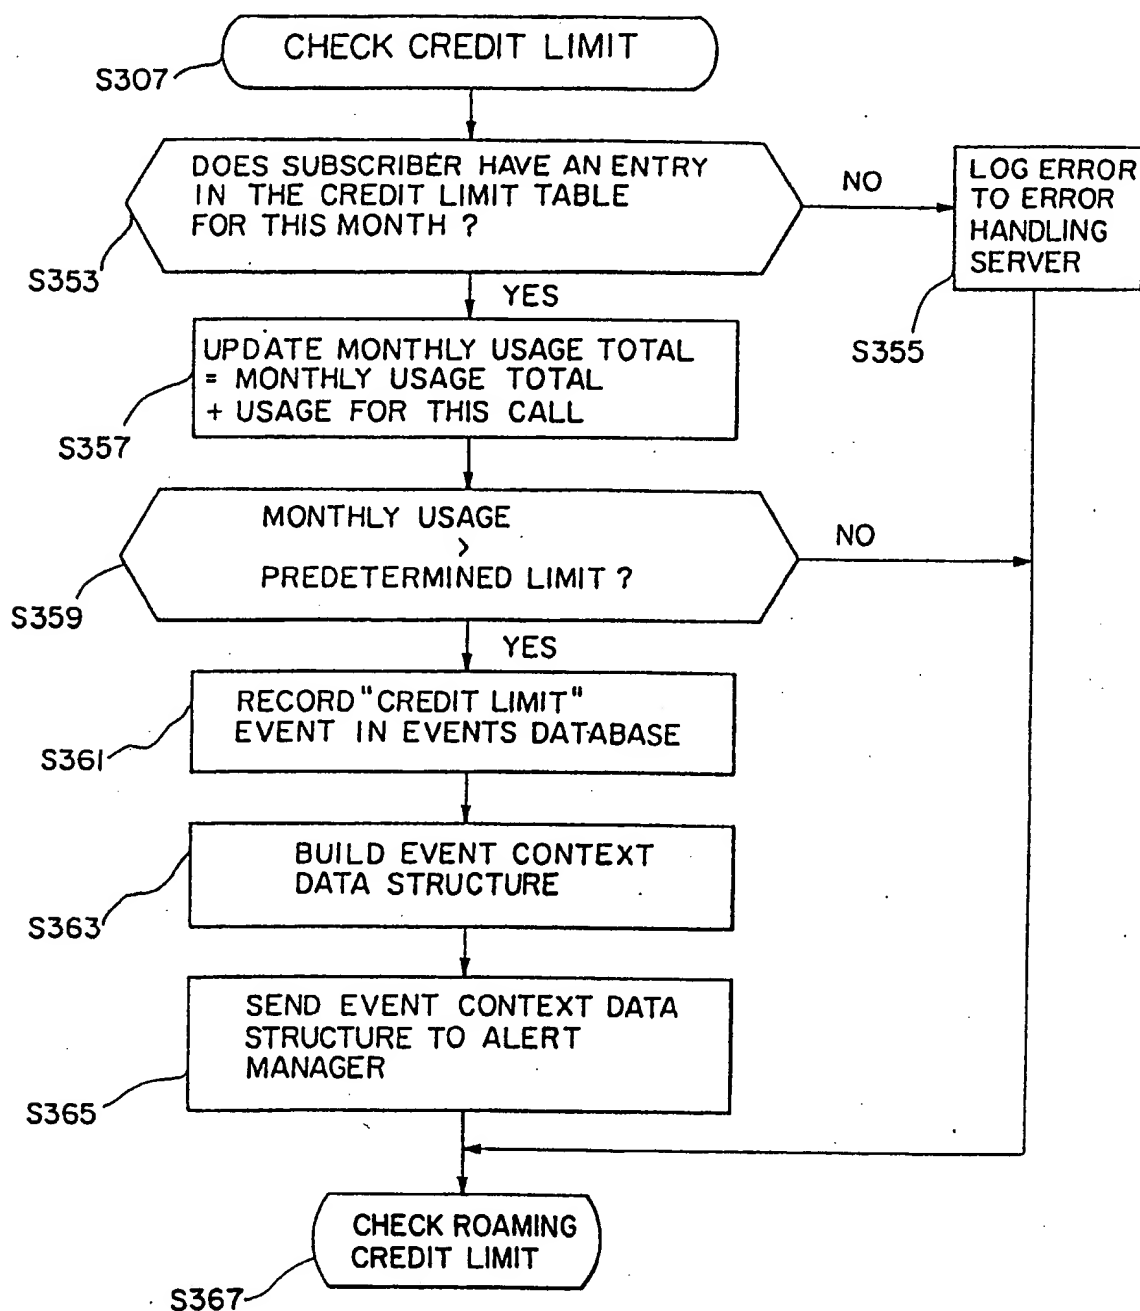 CHECK CREDIT LIMIT
S307
DOES SUBSCRIBER HAVE AN ENTRY
IN THE CREDIT LIMIT TABLE
FOR THIS MONTH ?
S353
NO
LOG ERROR
TO ERROR
HANDLING
SERVER
S355
YES
UPDATE MONTHLY USAGE TOTAL
= MONTHLY USAGE TOTAL
+ USAGE FOR THIS CALL
S357
MONTHLY USAGE
>
PREDETERMINED LIMIT ?
S359
NO
YES
RECORD "CREDIT LIMIT"
EVENT IN EVENTS DATABASE
S361
BUILD EVENT CONTEXT
DATA STRUCTURE
S363
SEND EVENT CONTEXT DATA
STRUCTURE TO ALERT
MANAGER
S365
CHECK ROAMING
CREDIT LIMIT
S367